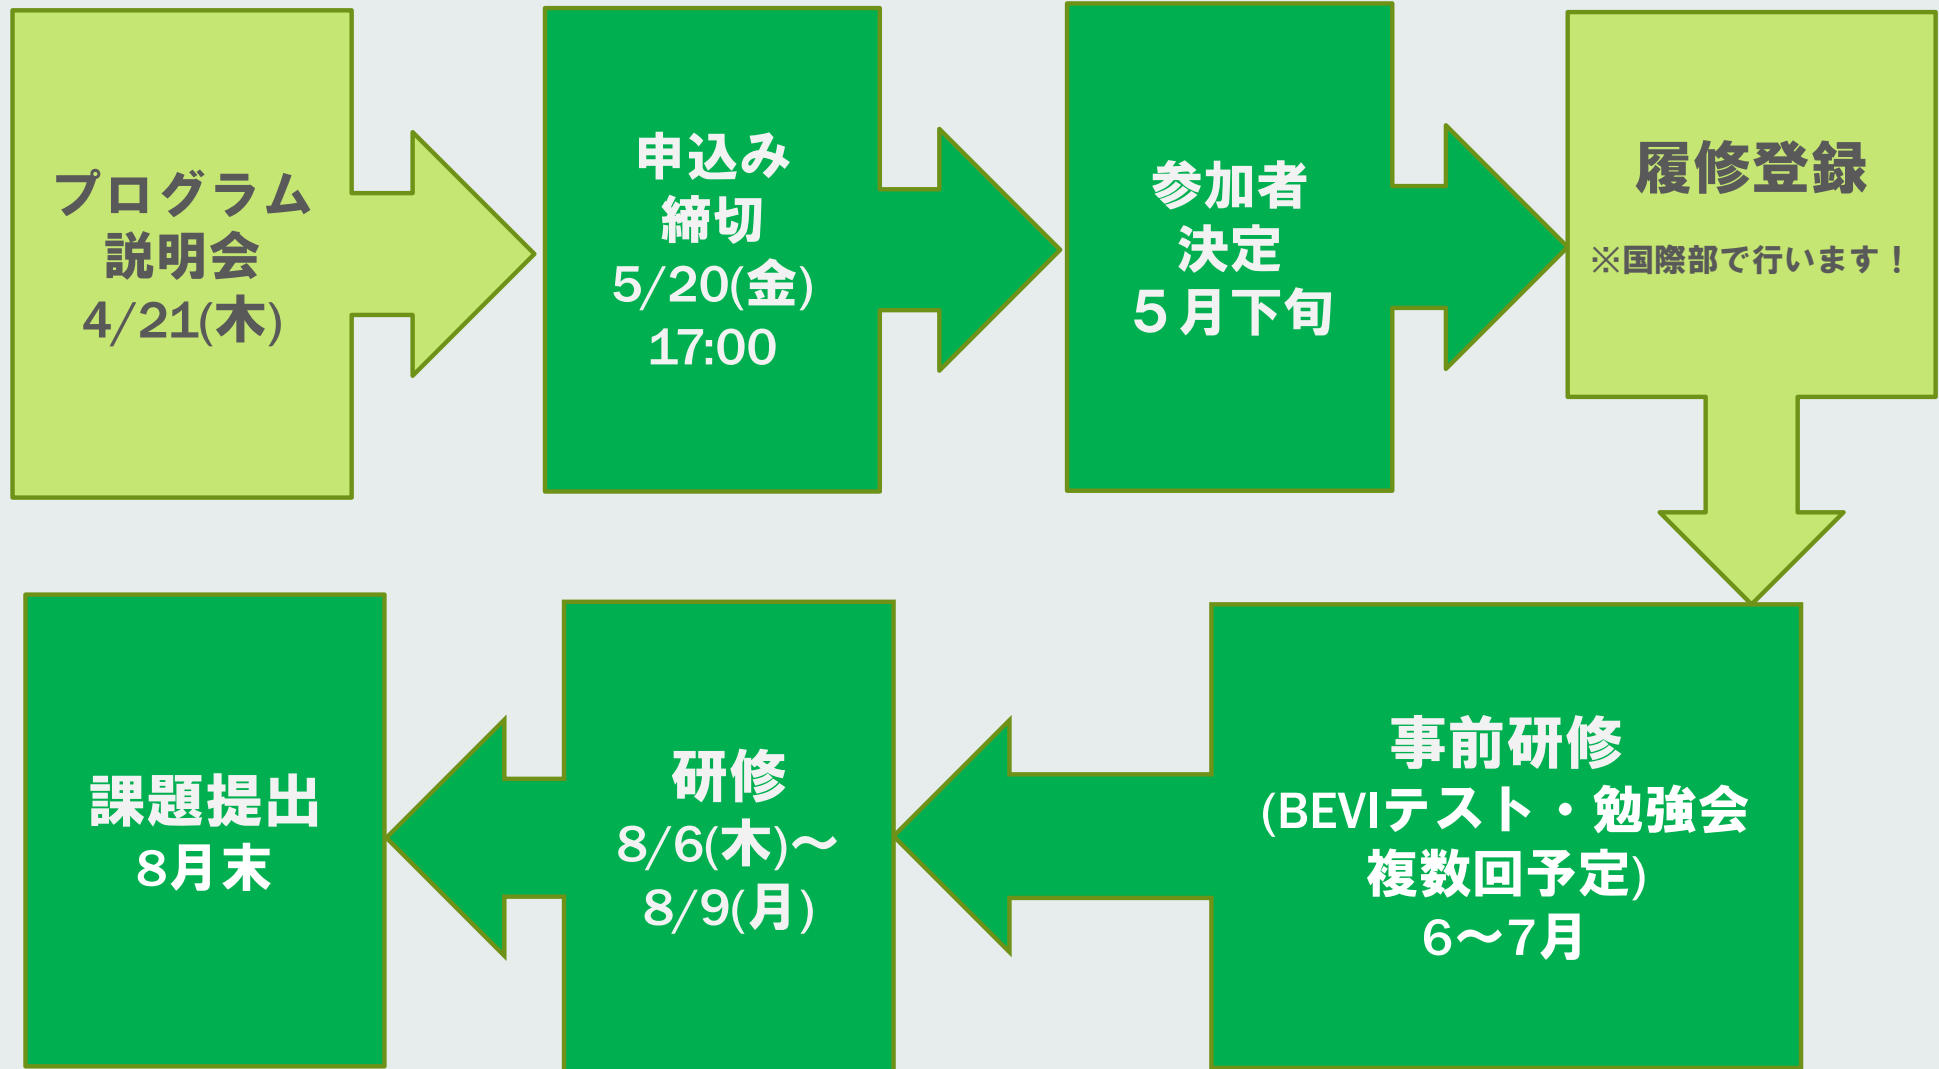 プログラム
説明会
4/21(木)
申込み
締切
5/20(金)
17:00
参加者
決定
5月下旬
履修登録
※国際部で行います！
事前研修
(BEVIテスト・勉強会
複数回予定)
6～7月
研修
8/6(木)～
8/9(月)
課題提出
8月末